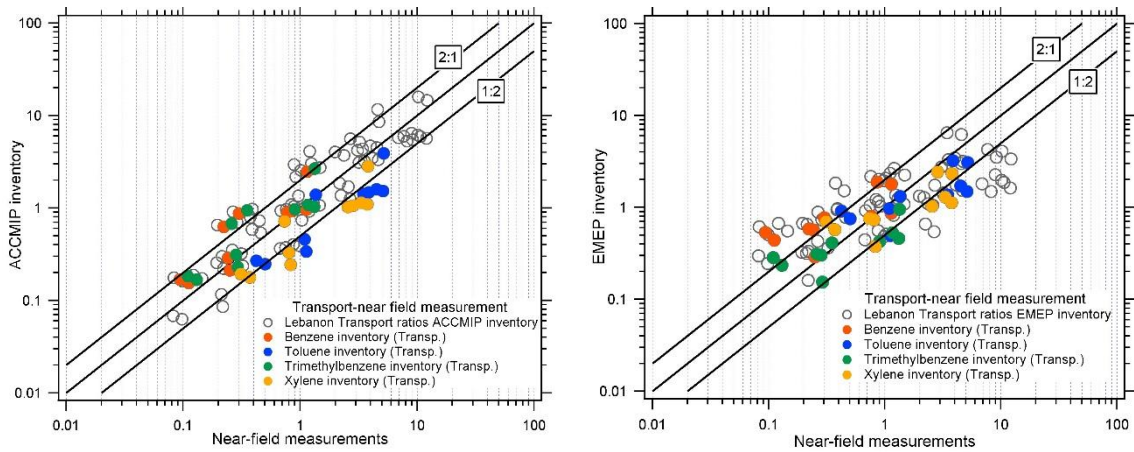 100
10
1
0.1
0.01
ACCMIP inventory
2:1
1:2
Transport-near field measurement
Lebanon Transport ratios ACCMIP inventory
Benzene inventory (Transp.)
Toluene inventory (Transp.)
Trimethylbenzene inventory (Transp.)
Xylene inventory (Transp.)
0.01
0.1
1
10
100
Near-field measurements
100
10
1
0.1
0.01
EMEP inventory
2:1
1:2
Transport-near field measurement
Lebanon Transport ratios EMEP inventory
Benzene inventory (Transp.)
Toluene inventory (Transp.)
Trimethylbenzene inventory (Transp.)
Xylene inventory (Transp.)
0.01
0.1
1
10
100
Near-field measurements